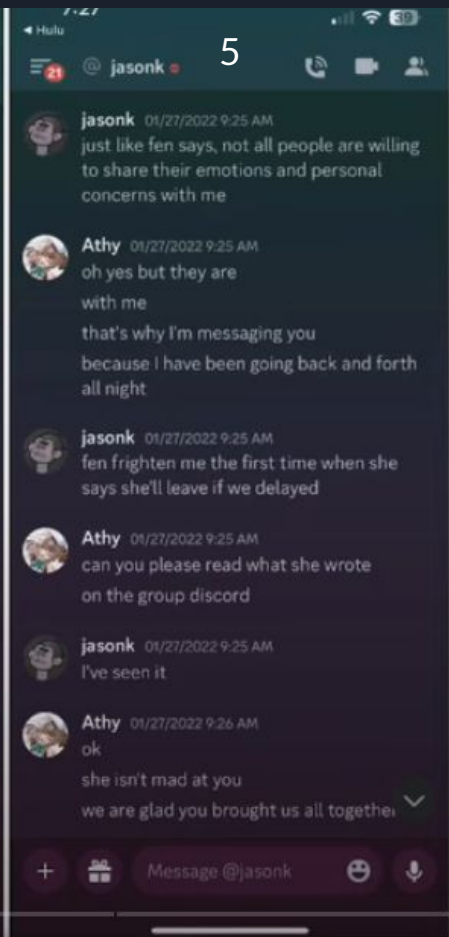 ◀ Hulu
39
21
@ jasonk
5
jasonk 01/27/2022 9:25 AM
just like fen says, not all people are willing
to share their emotions and personal
concerns with me
Athy 01/27/2022 9:25 AM
oh yes but they are
with me
that's why I'm messaging you
because I have been going back and forth
all night
jasonk 01/27/2022 9:25 AM
fen frighten me the first time when she
says she'll leave if we delayed
Athy 01/27/2022 9:25 AM
can you please read what she wrote
on the group discord
jasonk 01/27/2022 9:25 AM
I've seen it
Athy 01/27/2022 9:26 AM
ok
she isn't mad at you
we are glad you brought us all together
Message @jasonk